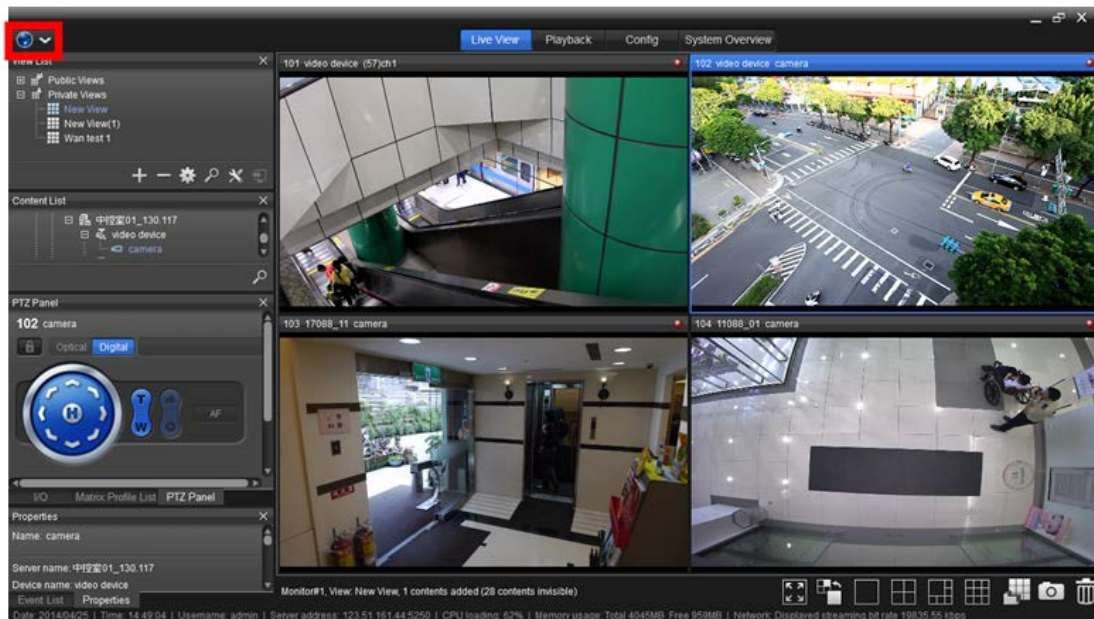 Live View Playback Config System Overview
View List
Public Views
Private Views
New View
New View(1)
Wan test 1
Content List
中控室01_130.117
video device
camera
PTZ Panel
102 camera
Optical Digital
H
T
W
AF
I/O Matrix Profile List PTZ Panel
Properties
Name: camera
Server name: 中控室01_130.117
Device name: video device
Event List Properties
101 video device (57)ch1
102 video device camera
103 17088_11 camera
104 11088_01 camera
Monitor#1, View: New View, 1 contents added (28 contents invisible)
Date: 2014/04/25 | Time: 14:49:04 | Username: admin | Server address: 123.51.161.44:5250 | CPU loading: 62% | Memory usage: Total 4045MB, Free 959MB | Network: Displayed streaming bit rate 19835.55 kbps